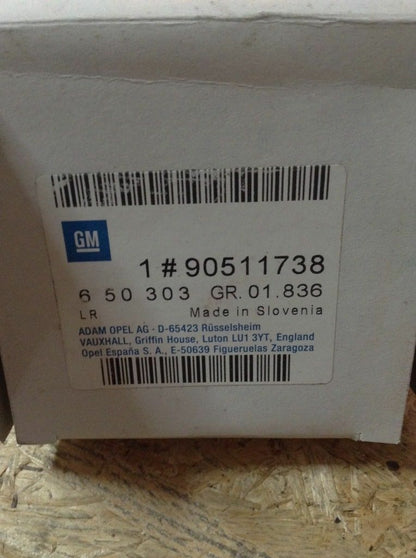 GM
1 # 90511738
6 50 303 GR. 01.836
LR Made in Slovenia
ADAM OPEL AG · D-65423 Rüsselsheim
VAUXHALL, Griffin House, Luton LU1 3YT, England
Opel España S. A., E-50639 Figueruelas Zaragoza